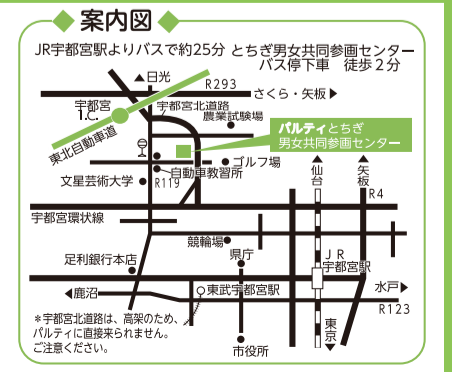 案内図
JR宇都宮駅よりバスで約25分 とちぎ男女共同参画センター
バス停下車 徒歩2分
日光
R293
さくら・矢板
宇都宮
I.C.
宇都宮北道路
農業試験場
東北自動車道
パルティとちぎ
男女共同参画センター
ゴルフ場
自動車教習所
R119
文星芸術大学
仙台
矢板
R4
宇都宮環状線
競輪場
県庁
JR
宇都宮駅
足利銀行本店
鹿沼
東武宇都宮駅
水戸
R123
*宇都宮北道路は、高架のため、
パルティに直接来られません。
ご注意ください。
市役所
東京